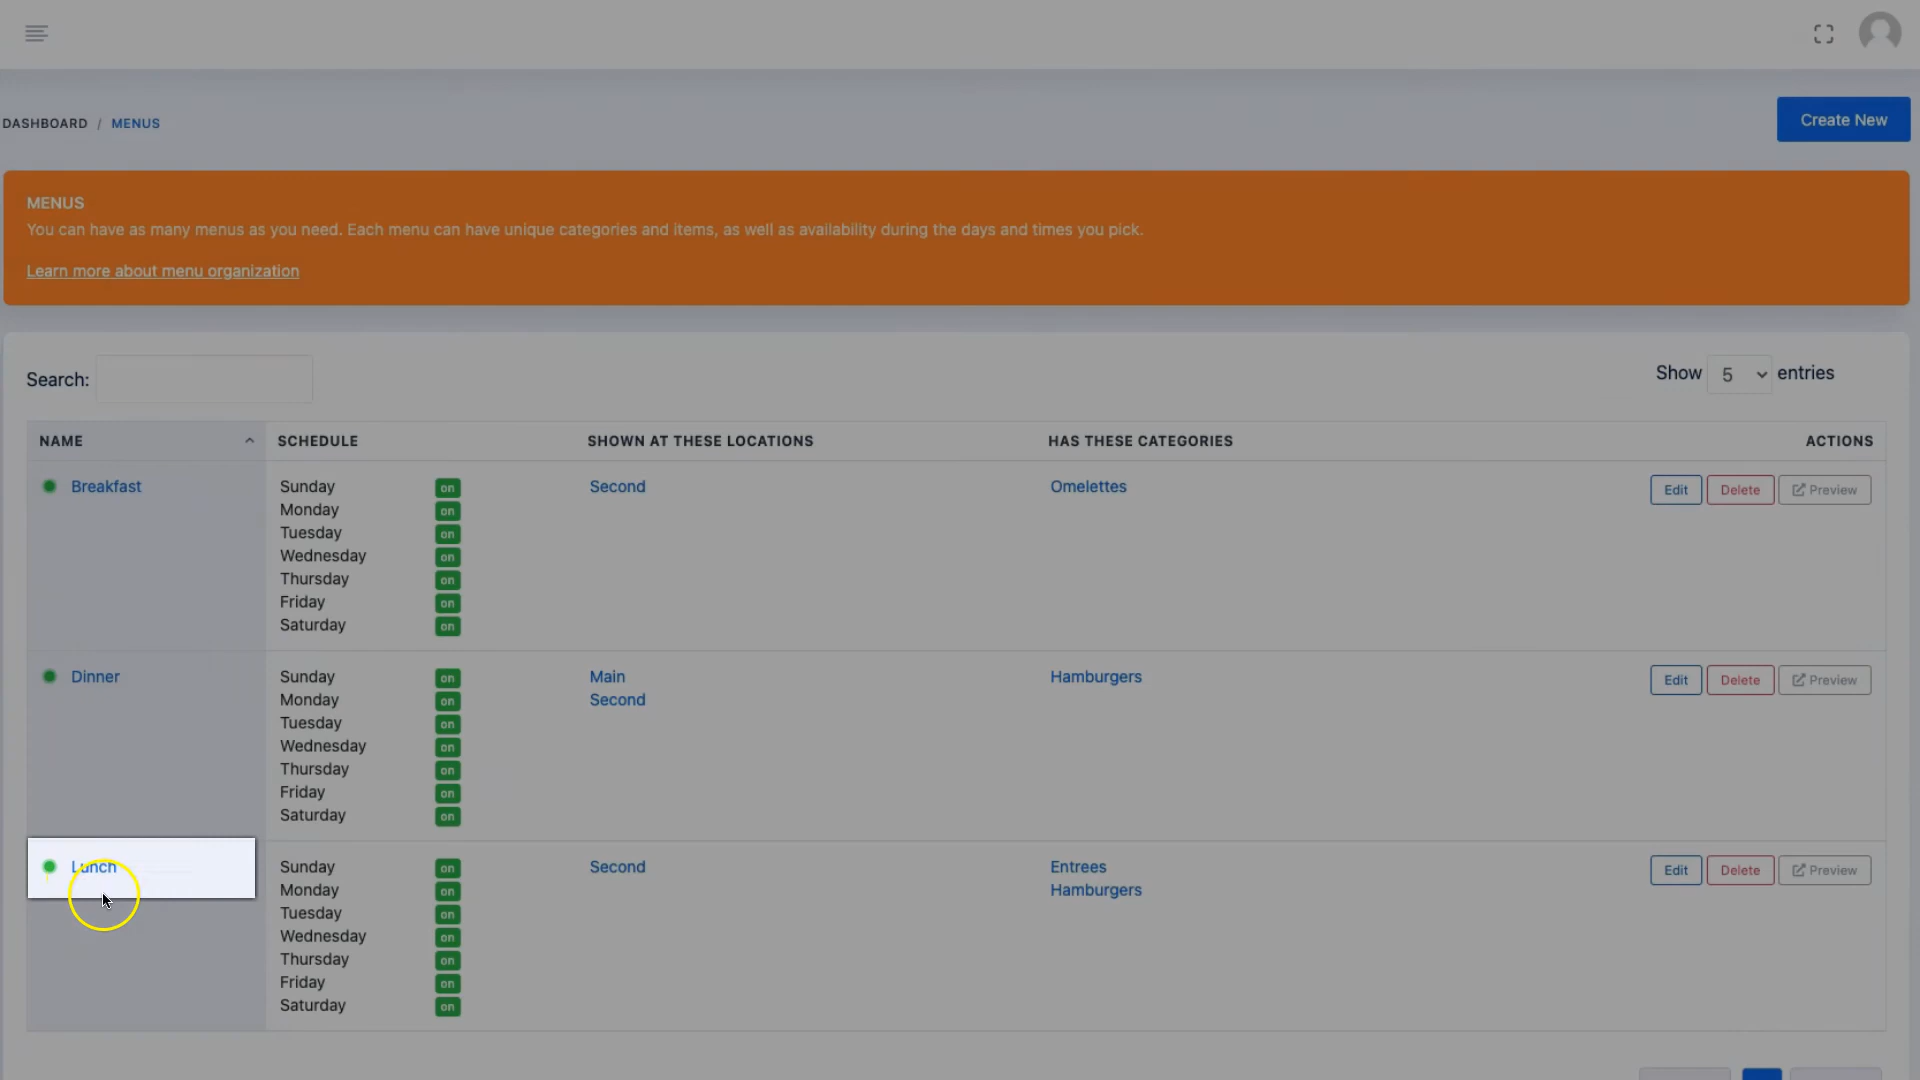 DASHBOARD / MENUS
Create New
MENUS
You can have as many menus as you need. Each menu can have unique categories and items, as well as availability during the days and times you pick.
Learn more about menu organization
Search:
Show 5 entries
NAME SCHEDULE SHOWN AT THESE LOCATIONS HAS THESE CATEGORIES ACTIONS
Breakfast Sunday on Second Omelettes Edit Delete Preview
Monday on
Tuesday on
Wednesday on
Thursday on
Friday on
Saturday on
Dinner Sunday on Main Hamburgers Edit Delete Preview
Monday on Second
Tuesday on
Wednesday on
Thursday on
Friday on
Saturday on
Lunch Sunday on Second Entrees Edit Delete Preview
Monday on Hamburgers
Tuesday on
Wednesday on
Thursday on
Friday on
Saturday on